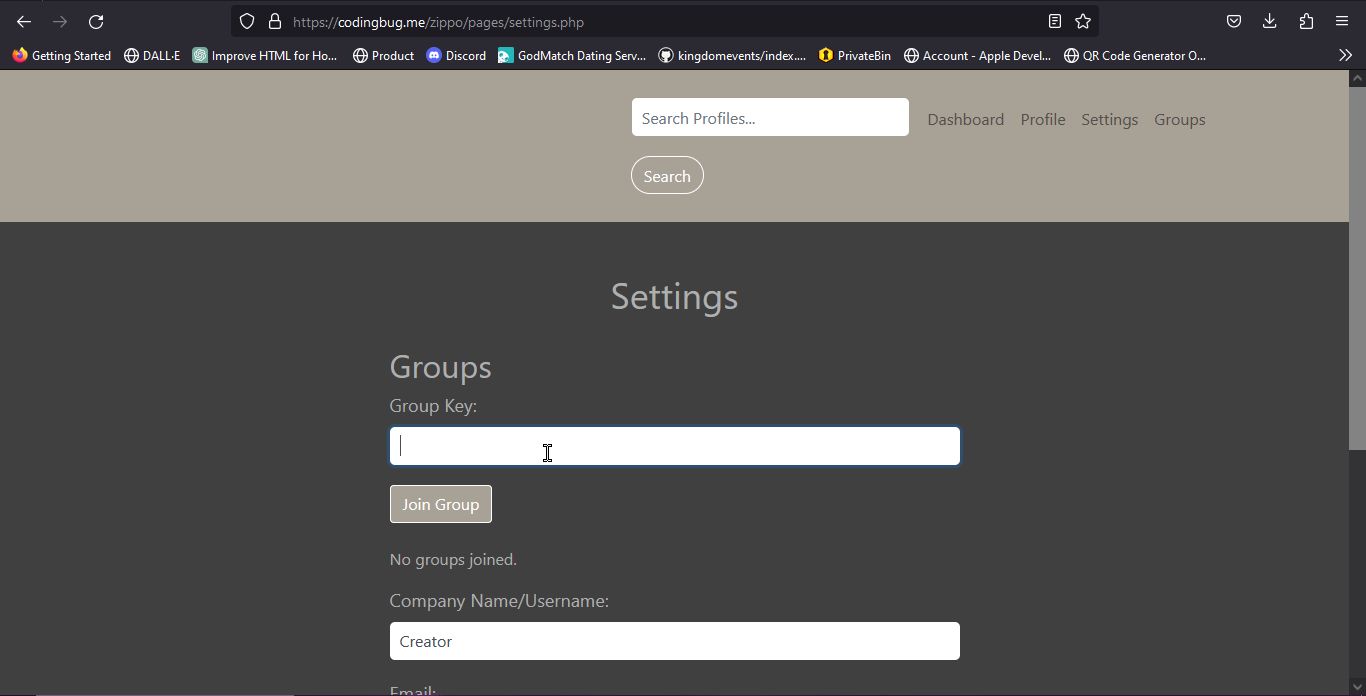 https://codingbug.me/zippo/pages/settings.php
Getting Started DALL·E Improve HTML for Ho... Product Discord GodMatch Dating Serv... kingdomevents/index.... PrivateBin Account - Apple Devel... QR Code Generator O...
Search Profiles... Dashboard Profile Settings Groups
Search
Settings
Groups
Group Key:
Join Group
No groups joined.
Company Name/Username:
Creator
Email: